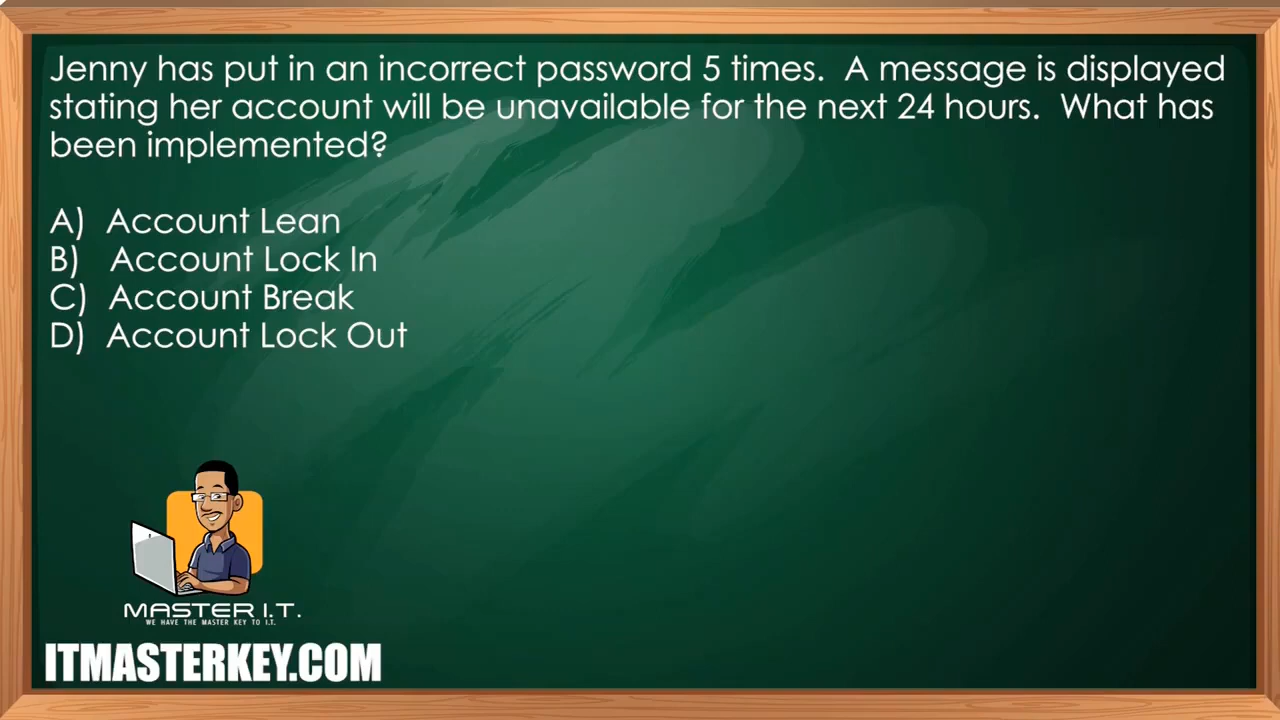 Jenny has put in an incorrect password 5 times.  A message is displayed
stating her account will be unavailable for the next 24 hours.  What has
been implemented?
A)  Account Lean
B)  Account Lock In
C)  Account Break
D)  Account Lock Out
MASTER I.T.
WE HAVE THE MASTER KEY TO I.T.
ITMASTERKEY.COM